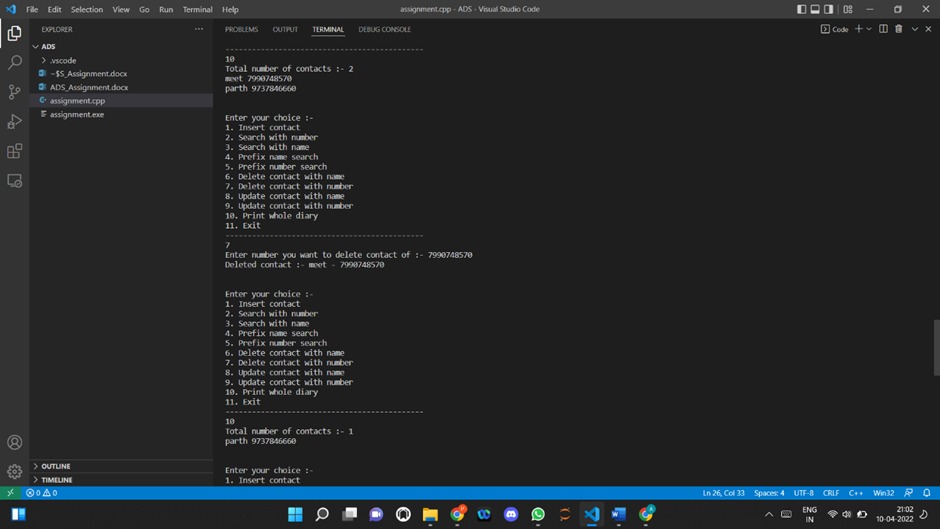 File Edit Selection View Go Run Terminal Help
assignment.cpp - ADS - Visual Studio Code
EXPLORER
ADS
.vscode
~$S_Assignment.docx
ADS_Assignment.docx
assignment.cpp
assignment.exe
OUTLINE
TIMELINE
PROBLEMS OUTPUT TERMINAL DEBUG CONSOLE
Code
--------------------------------------------
10
Total number of contacts :- 2
meet 7990748570
parth 9737846660
Enter your choice :-
1. Insert contact
2. Search with number
3. Search with name
4. Prefix name search
5. Prefix number search
6. Delete contact with name
7. Delete contact with number
8. Update contact with name
9. Update contact with number
10. Print whole diary
11. Exit
--------------------------------------------
7
Enter number you want to delete contact of :- 7990748570
Deleted contact :- meet - 7990748570
Enter your choice :-
1. Insert contact
2. Search with number
3. Search with name
4. Prefix name search
5. Prefix number search
6. Delete contact with name
7. Delete contact with number
8. Update contact with name
9. Update contact with number
10. Print whole diary
11. Exit
--------------------------------------------
10
Total number of contacts :- 1
parth 9737846660
Enter your choice :-
1. Insert contact
0 0
Ln 26, Col 33 Spaces: 4 UTF-8 CRLF C++ Win32
ENG
IN
21:02
10-04-2022